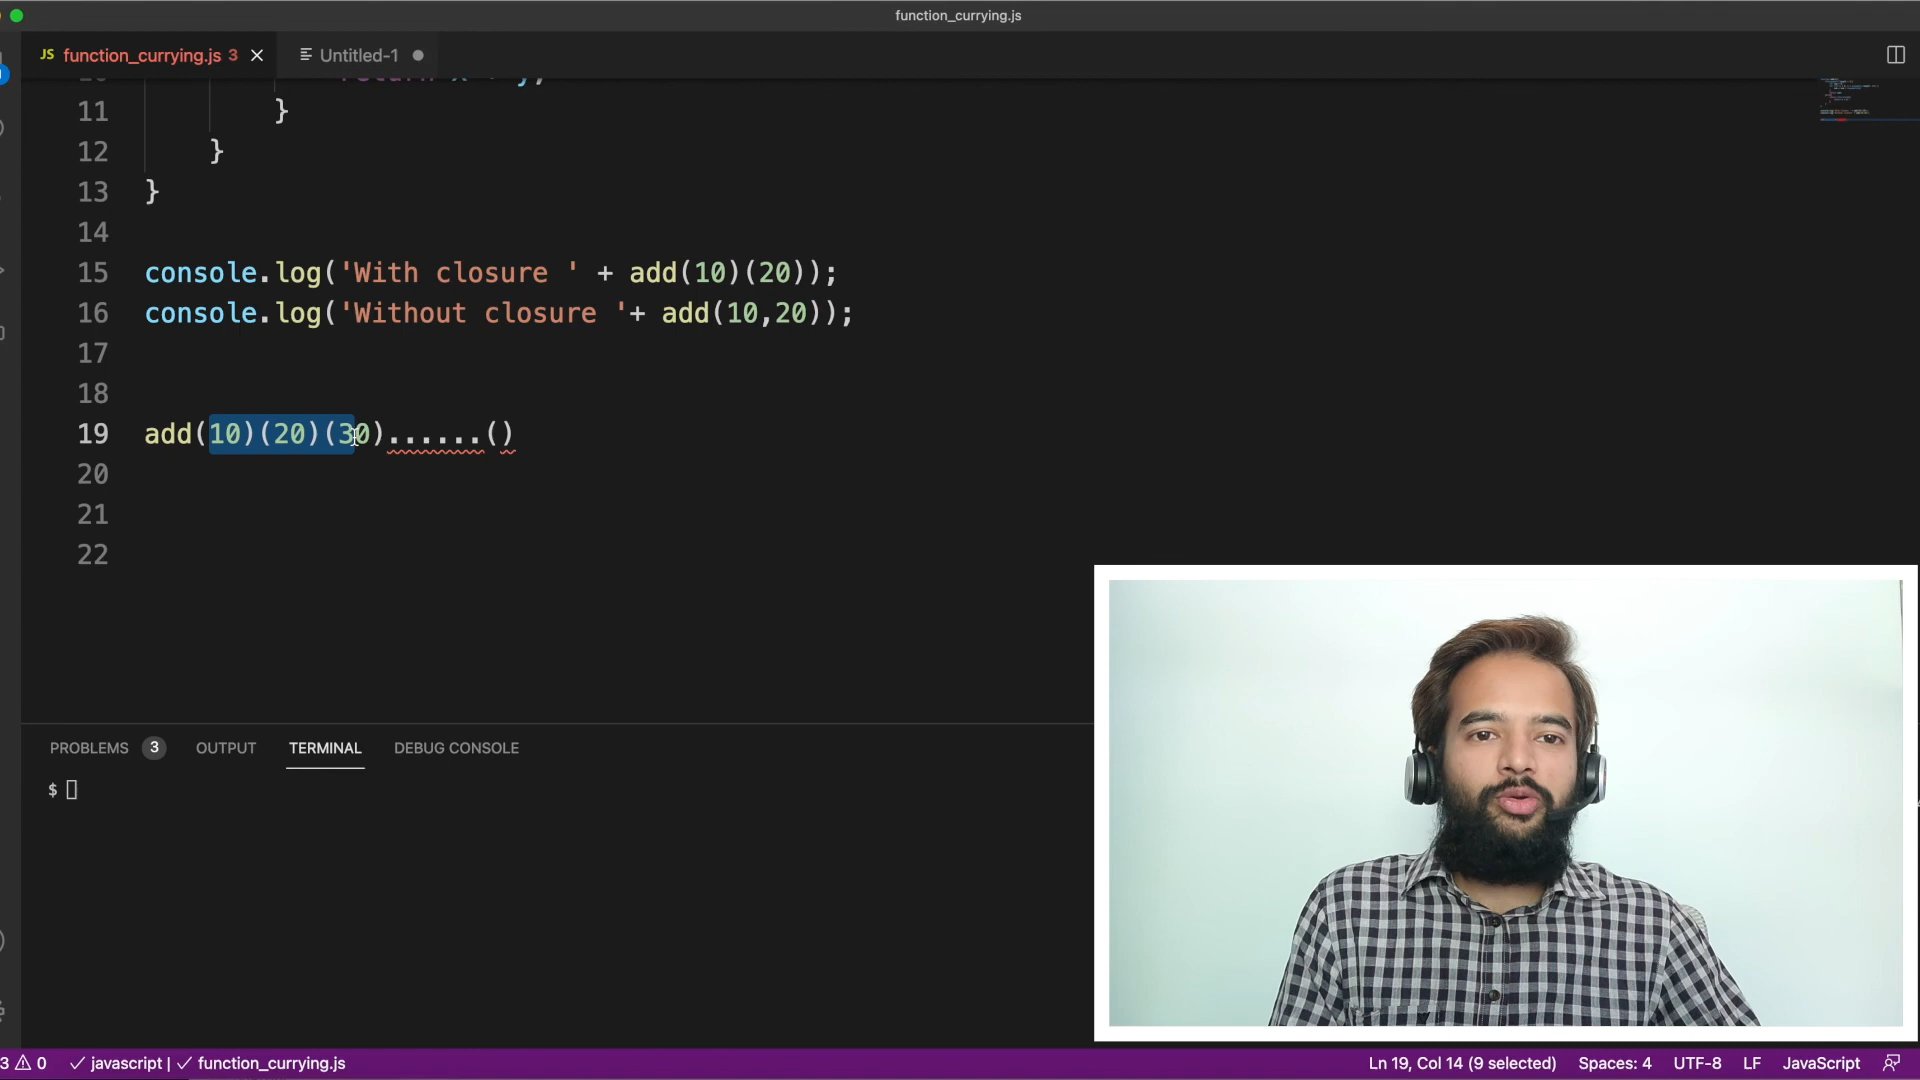 function_currying.js
JS function_currying.js 3 Untitled-1
11 }
12 }
13 }
14
15 console.log('With closure ' + add(10)(20));
16 console.log('Without closure '+ add(10,20));
17
18
19 add(10)(20)(30)......()
20
21
22
PROBLEMS 3 OUTPUT TERMINAL DEBUG CONSOLE
$
3 0 javascript | function_currying.js Ln 19, Col 14 (9 selected) Spaces: 4 UTF-8 LF JavaScript